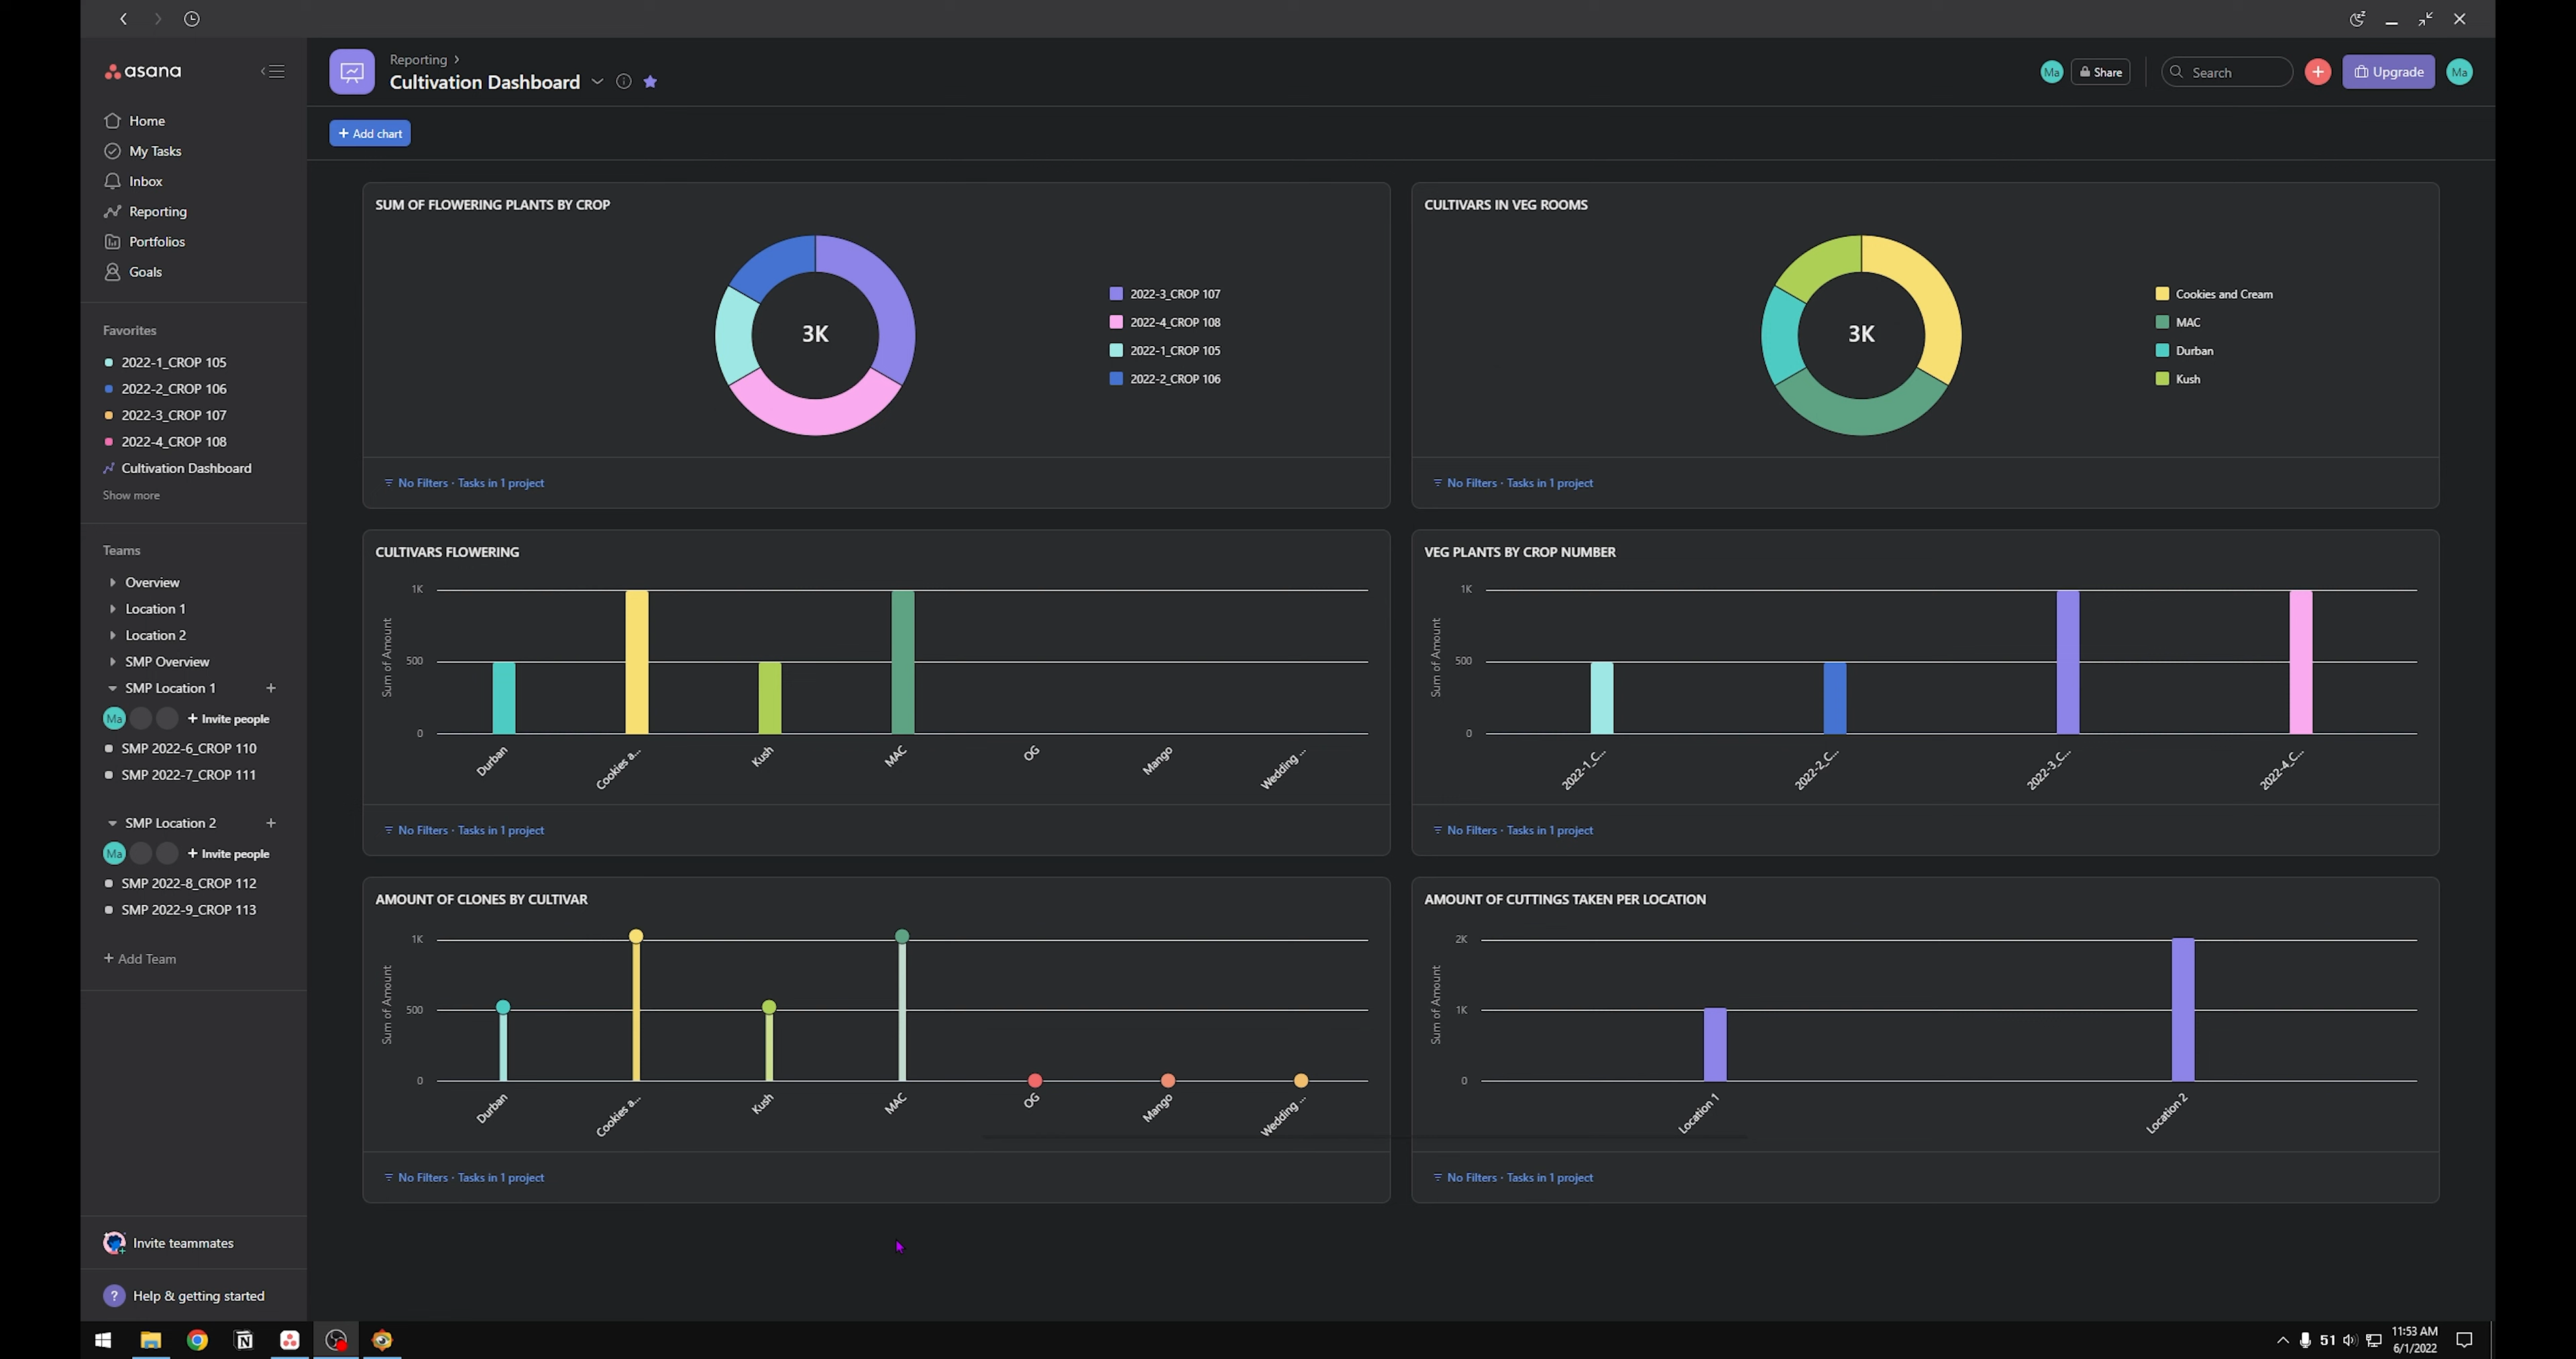 asana
Home
My Tasks
Inbox
Reporting
Portfolios
Goals
Favorites
2022-1_CROP 105
2022-2_CROP 106
2022-3_CROP 107
2022-4_CROP 108
Cultivation Dashboard
Show more
Teams
Overview
Location 1
Location 2
SMP Overview
SMP Location 1 +
Ma + Invite people
SMP 2022-6_CROP 110
SMP 2022-7_CROP 111
SMP Location 2 +
Ma + Invite people
SMP 2022-8_CROP 112
SMP 2022-9_CROP 113
+ Add Team
Invite teammates
? Help & getting started
Reporting >
Cultivation Dashboard
Ma Share Search + Upgrade Ma
+ Add chart
SUM OF FLOWERING PLANTS BY CROP
3K
2022-3_CROP 107
2022-4_CROP 108
2022-1_CROP 105
2022-2_CROP 106
No Filters · Tasks in 1 project
CULTIVARS IN VEG ROOMS
3K
Cookies and Cream
MAC
Durban
Kush
No Filters · Tasks in 1 project
CULTIVARS FLOWERING
Sum of Amount
1K
500
0
Durban Cookies a... Kush MAC OG Mango Wedding ...
No Filters · Tasks in 1 project
VEG PLANTS BY CROP NUMBER
Sum of Amount
1K
500
0
2022-1_C... 2022-2_C... 2022-3_C... 2022-4_C...
No Filters · Tasks in 1 project
AMOUNT OF CLONES BY CULTIVAR
Sum of Amount
1K
500
0
Durban Cookies a... Kush MAC OG Mango Wedding ...
No Filters · Tasks in 1 project
AMOUNT OF CUTTINGS TAKEN PER LOCATION
Sum of Amount
2K
1K
0
Location 1 Location 2
No Filters · Tasks in 1 project
51
11:53 AM
6/1/2022